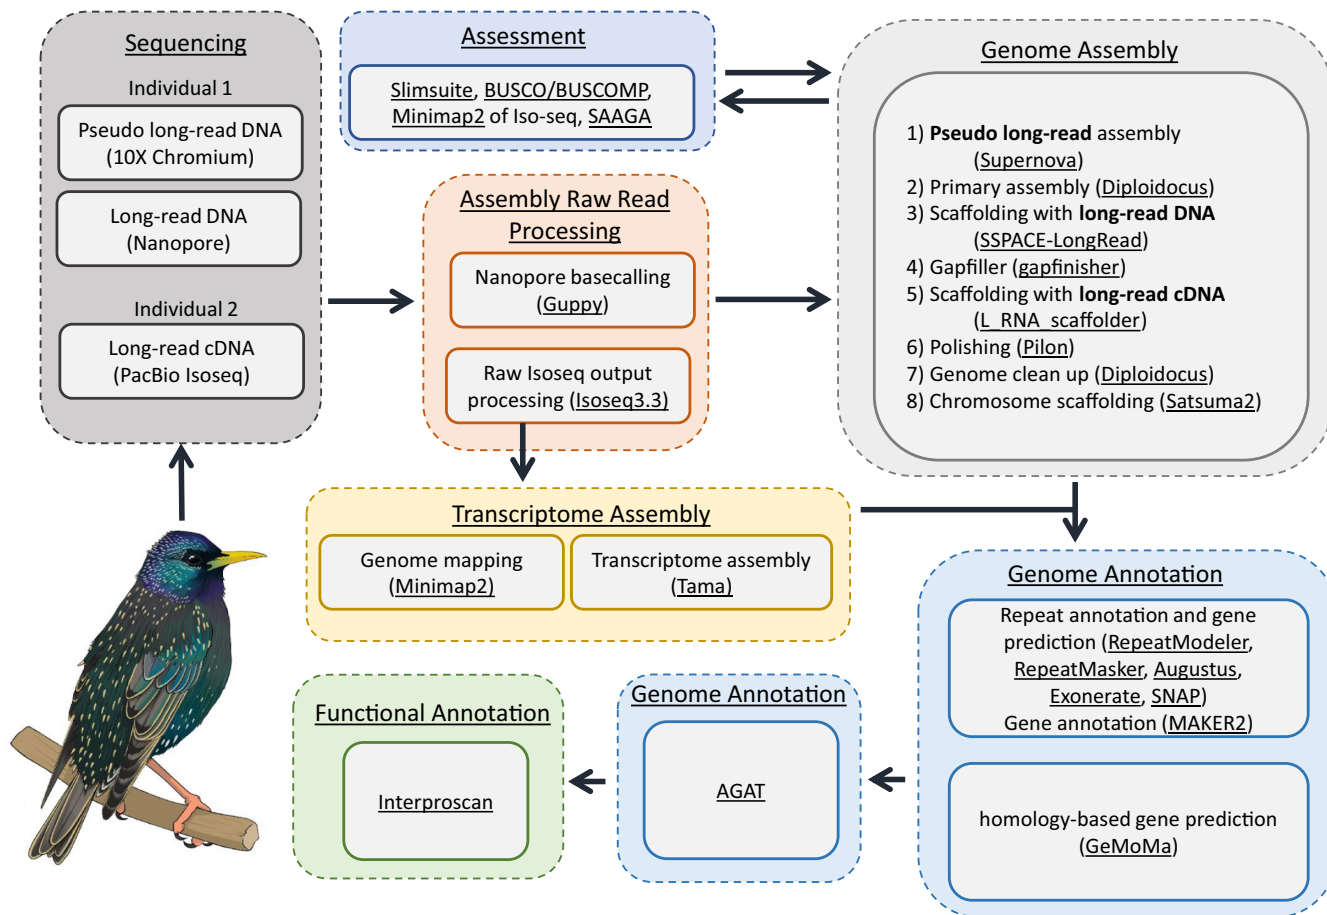 Sequencing
Individual 1
Pseudo long-read DNA
(10X Chromium)
Long-read DNA
(Nanopore)
Individual 2
Long-read cDNA
(PacBio Isoseq)
Assessment
Slimsuite, BUSCO/BUSCOMP,
Minimap2 of Iso-seq, SAAGA
Assembly Raw Read
Processing
Nanopore basecalling
(Guppy)
Raw Isoseq output
processing (Isoseq3.3)
Genome Assembly
1) Pseudo long-read assembly
(Supernova)
2) Primary assembly (Diploidocus)
3) Scaffolding with long-read DNA
(SSPACE-LongRead)
4) Gapfiller (gapfinisher)
5) Scaffolding with long-read cDNA
(L_RNA_scaffolder)
6) Polishing (Pilon)
7) Genome clean up (Diploidocus)
8) Chromosome scaffolding (Satsuma2)
Transcriptome Assembly
Genome mapping
(Minimap2)
Transcriptome assembly
(Tama)
Genome Annotation
Repeat annotation and gene
prediction (RepeatModeler,
RepeatMasker, Augustus,
Exonerate, SNAP)
Gene annotation (MAKER2)
homology-based gene prediction
(GeMoMa)
Genome Annotation
AGAT
Functional Annotation
Interproscan